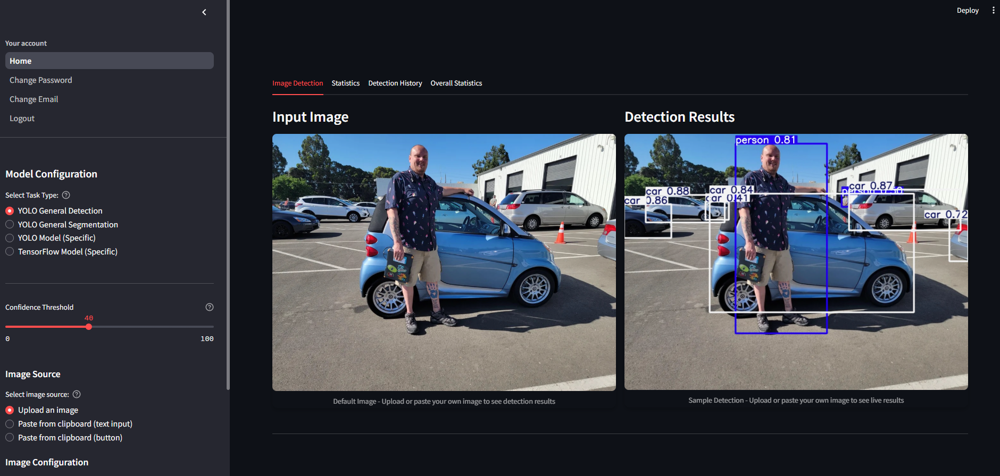 Deploy
Your account
Home
Change Password
Change Email
Logout
Model Configuration
Select Task Type:
YOLO General Detection
YOLO General Segmentation
YOLO Model (Specific)
TensorFlow Model (Specific)
Confidence Threshold
40
0 100
Image Source
Select image source:
Upload an image
Paste from clipboard (text input)
Paste from clipboard (button)
Image Configuration
Image Detection Statistics Detection History Overall Statistics
Input Image
Default Image - Upload or paste your own image to see detection results
Detection Results
person 0.81
car 0.88
car 0.84
car 0.87
person
car 0.86
car 0.41
car 0.72
Sample Detection - Upload or paste your own image to see live results